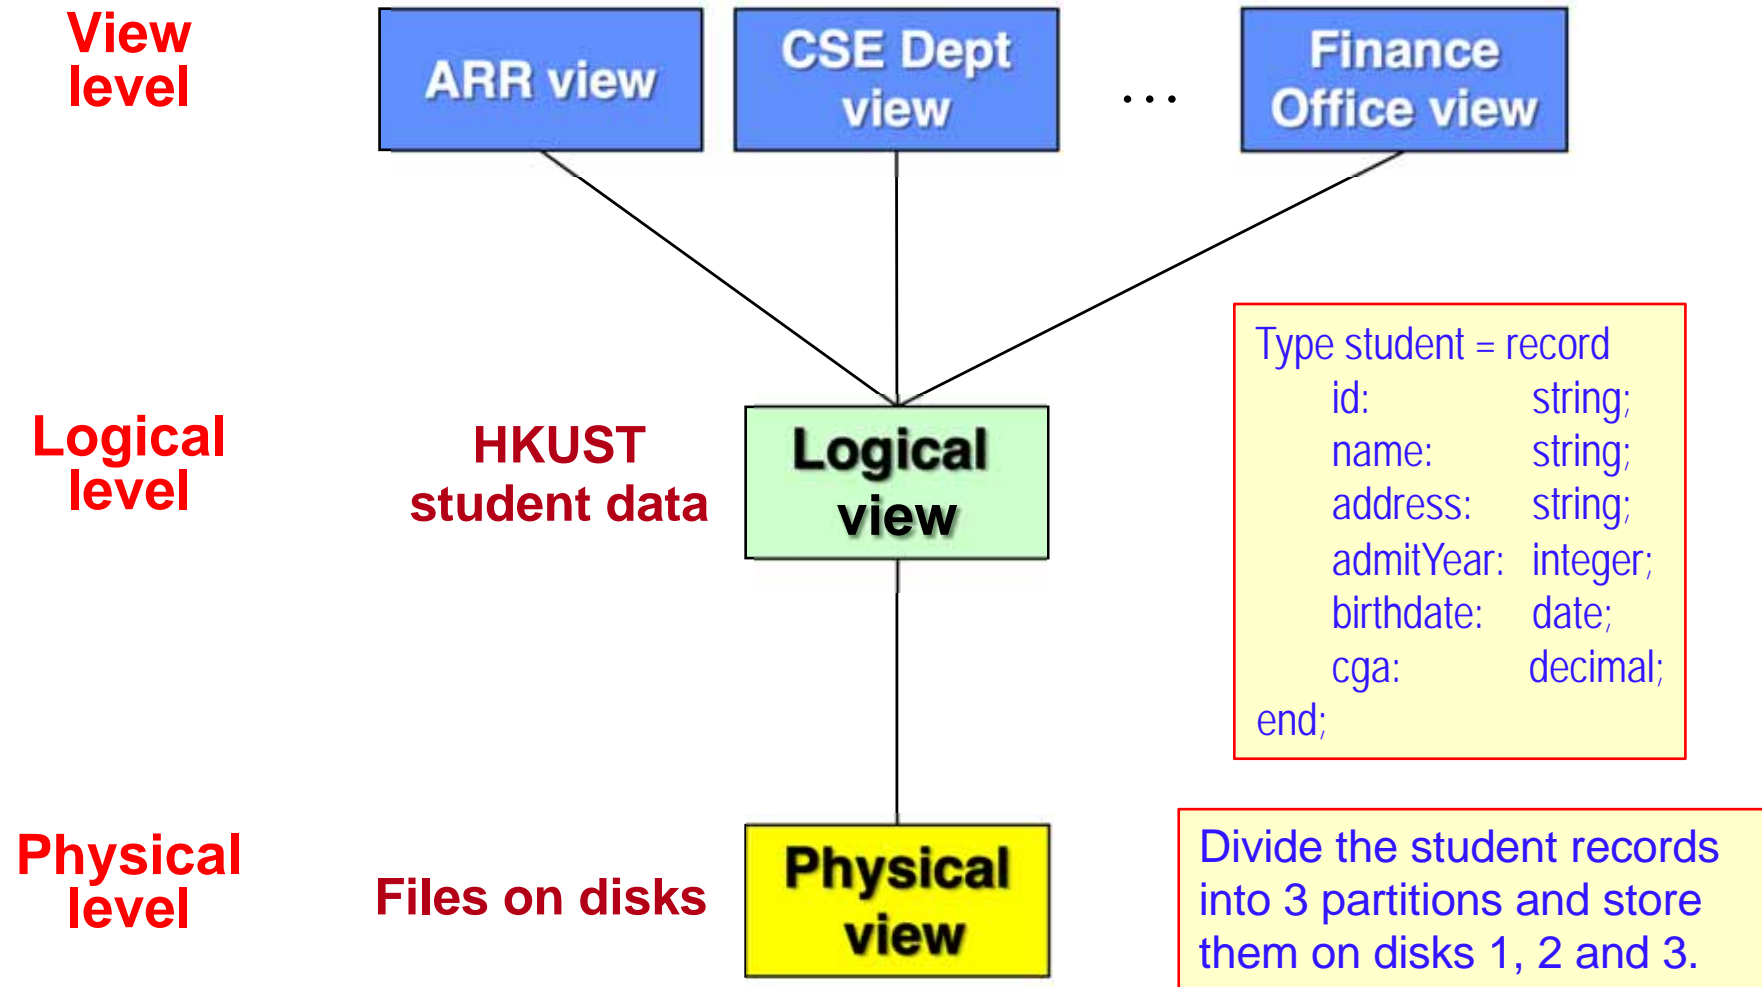 View
level
ARR view
CSE Dept
view
...
Finance
Office view
Logical
level
HKUST
student data
Logical
view
Type student = record
id: string;
name: string;
address: string;
admitYear: integer;
birthdate: date;
cga: decimal;
end;
Physical
level
Files on disks
Physical
view
Divide the student records
into 3 partitions and store
them on disks 1, 2 and 3.